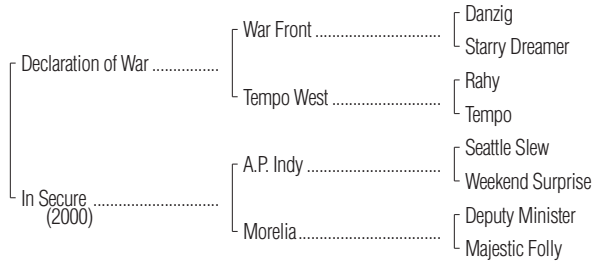 Danzig
War Front
Starry Dreamer
Declaration of War
Rahy
Tempo West
Tempo
Seattle Slew
A.P. Indy
Weekend Surprise
In Secure
(2000)
Deputy Minister
Morelia
Majestic Folly